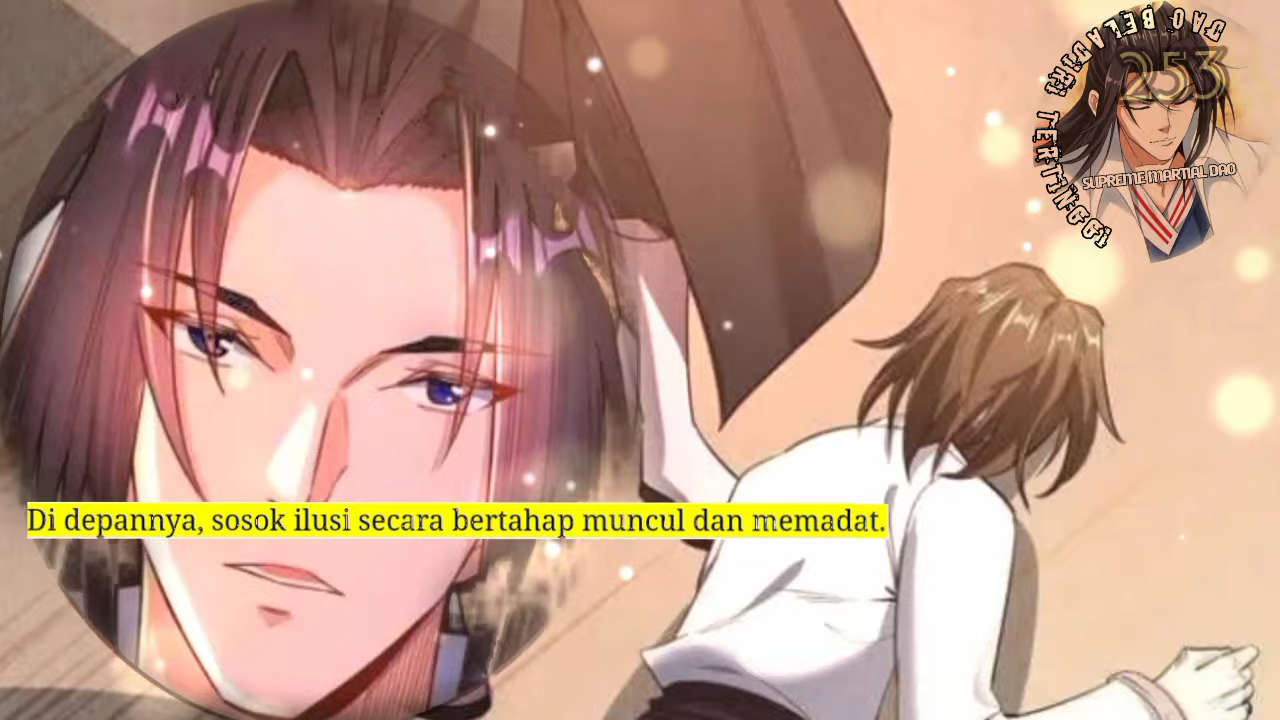 DAO BELADIRI TERTINGGI
253
SUPREME MARTIAL DAO
Di depannya, sosok ilusi secara bertahap muncul dan memadat.